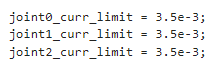 joint0_curr_limit = 3.5e-3;
joint1_curr_limit = 3.5e-3;
joint2_curr_limit = 3.5e-3;